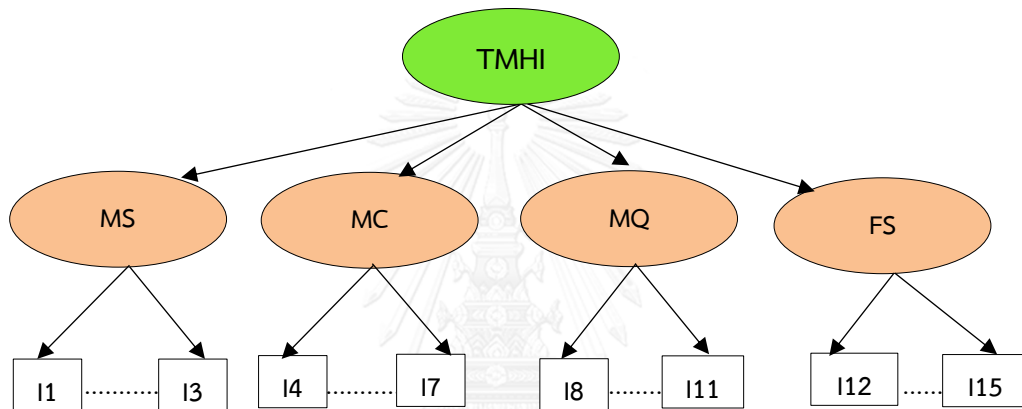 TMHI
MS MC MQ FS
I1 ......... I3 I4 ......... I7 I8 ......... I11 I12 ...... I15